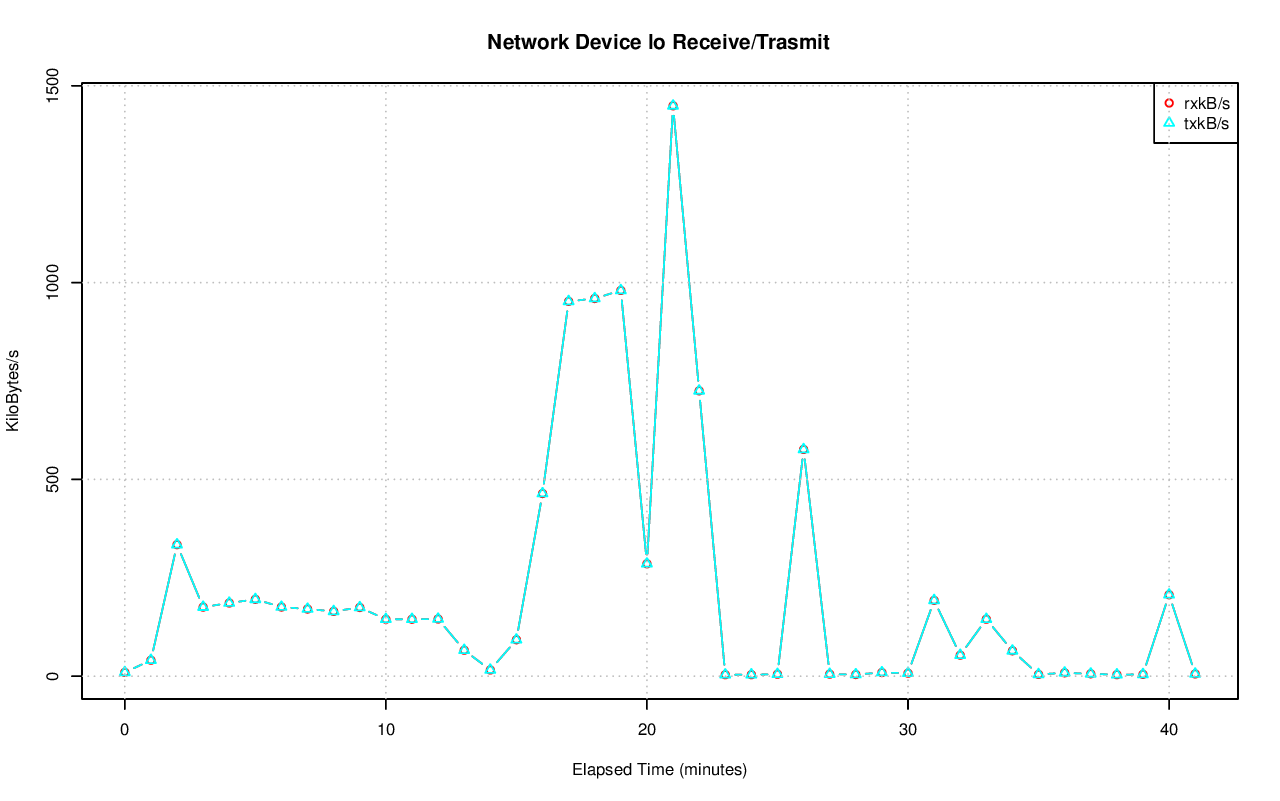 Network Device lo Receive/Trasmit
1500
1000
500
0
KiloBytes/s
rxkB/s
txkB/s
0 10 20 30 40
Elapsed Time (minutes)